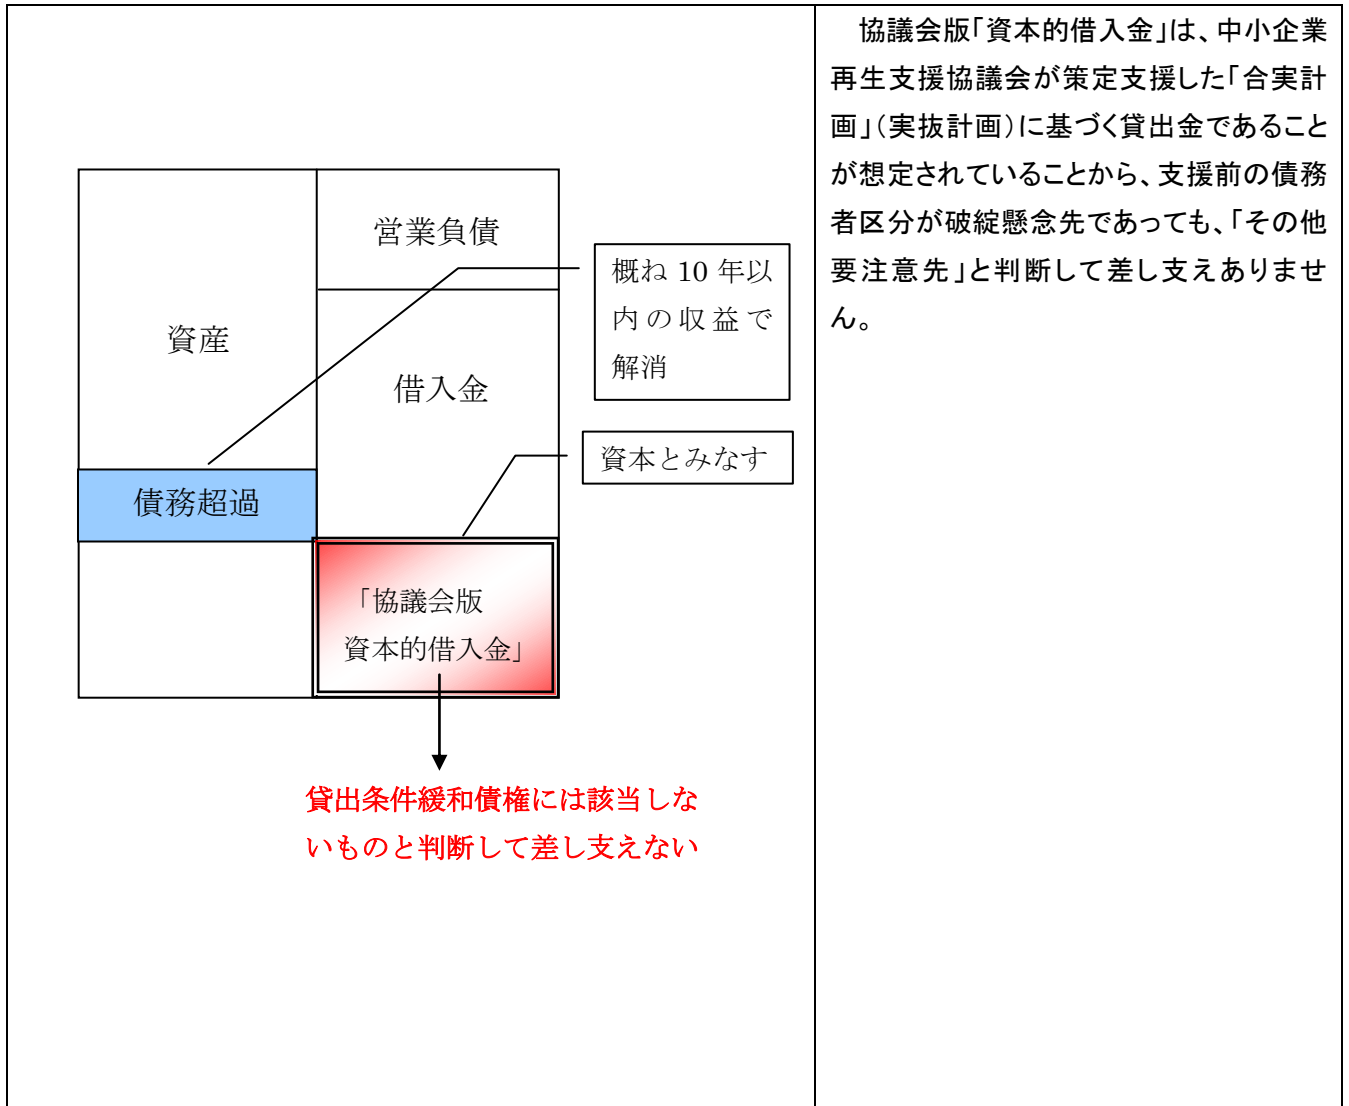 営業負債
資産
借入金
概ね 10 年以
内の収益で
解消
資本とみなす
債務超過
「協議会版
資本的借入金」
貸出条件緩和債権には該当しな
いものと判断して差し支えない
協議会版「資本的借入金」は、中小企業
再生支援協議会が策定支援した「合実計
画」（実抜計画）に基づく貸出金であること
が想定されていることから、支援前の債務
者区分が破綻懸念先であっても、「その他
要注意先」と判断して差し支えありませ
ん。